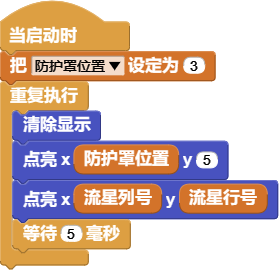 当启动时
把 防护罩位置 ▼ 设定为 3
重复执行
清除显示
点亮 x 防护罩位置 y 5
点亮 x 流星列号 y 流星行号
等待 5 毫秒